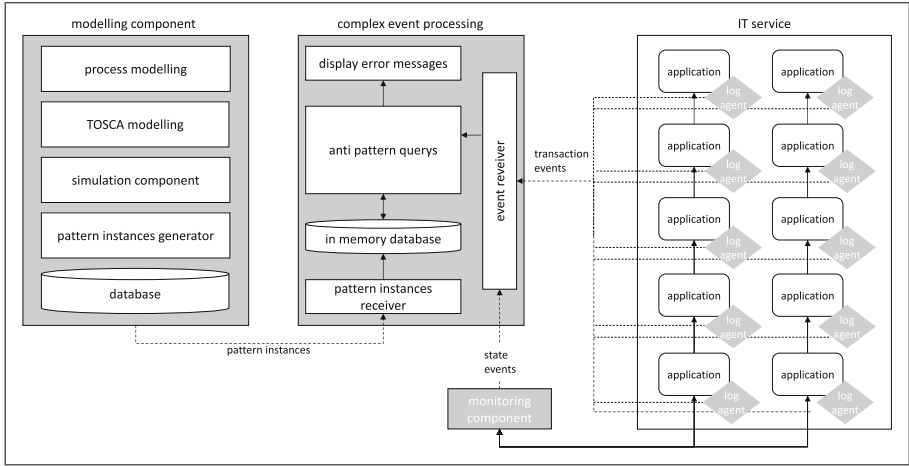 modelling component
process modelling
TOSCA modelling
simulation component
pattern instances generator
database
pattern instances
complex event processing
display error messages
anti pattern querys
in memory database
pattern instances
receiver
event reveiver
transaction
events
state
events
monitoring
component
IT service
application
log
agent
application
log
agent
application
log
agent
application
log
agent
application
log
agent
application
log
agent
application
log
agent
application
log
agent
application
log
agent
application
log
agent